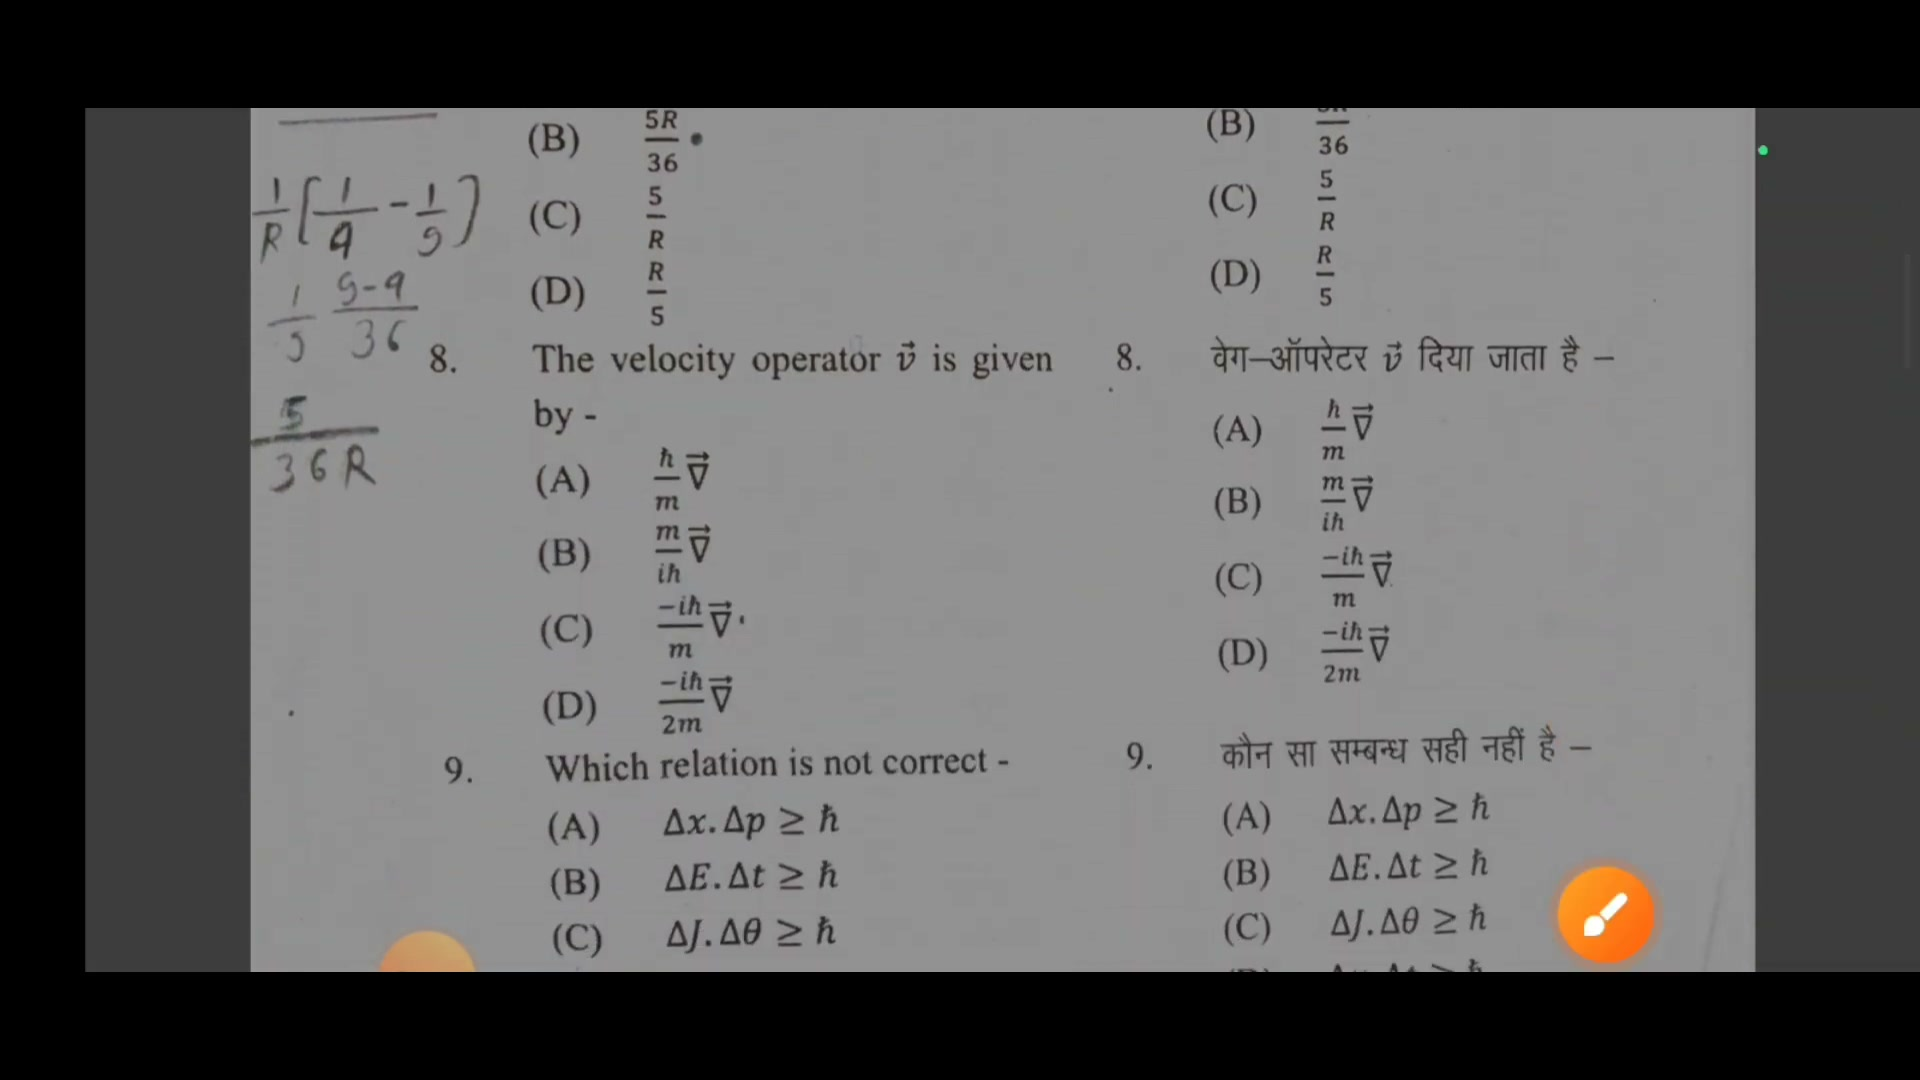 (B) 5R/36
(C) 5/R
(D) R/5
8. The velocity operator v⃗ is given
by -
(A) ħ/m ∇⃗
(B) m/iħ ∇⃗
(C) -iħ/m ∇⃗
(D) -iħ/2m ∇⃗
9. Which relation is not correct -
(A) Δx.Δp ≥ ħ
(B) ΔE.Δt ≥ ħ
(C) ΔJ.Δθ ≥ ħ
(B) 36
(C) 5/R
(D) R/5
8. वेग–ऑपरेटर v⃗ दिया जाता है –
(A) ħ/m ∇⃗
(B) m/iħ ∇⃗
(C) -iħ/m ∇⃗
(D) -iħ/2m ∇⃗
9. कौन सा सम्बन्ध सही नहीं है –
(A) Δx.Δp ≥ ħ
(B) ΔE.Δt ≥ ħ
(C) ΔJ.Δθ ≥ ħ
1/R [1/4 - 1/9]
9-4/36
5/36R